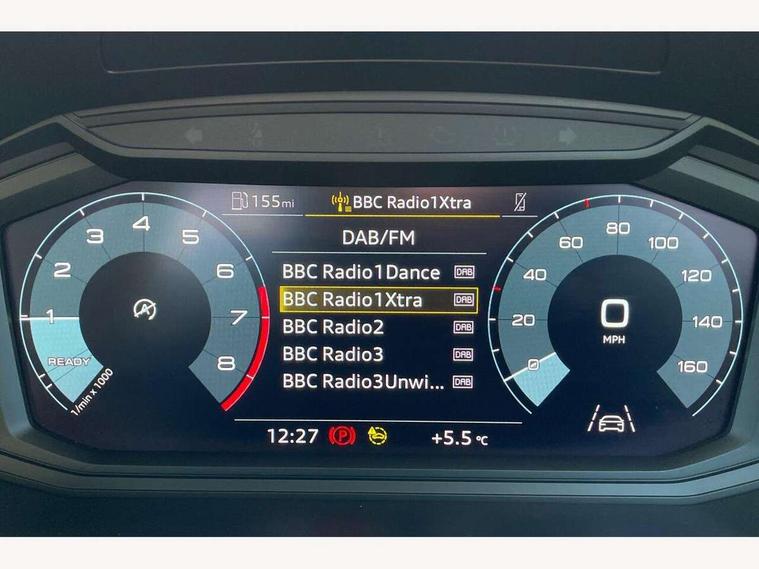 155mi
BBC Radio1Xtra
DAB/FM
BBC Radio1Dance DAB
BBC Radio1Xtra DAB
BBC Radio2 DAB
BBC Radio3 DAB
BBC Radio3Unwi... DAB
1
2
3
4
5
6
7
8
READY
1/min x 1000
A
0
20
40
60
80
100
120
140
160
0
MPH
12:27 P +5.5 °C